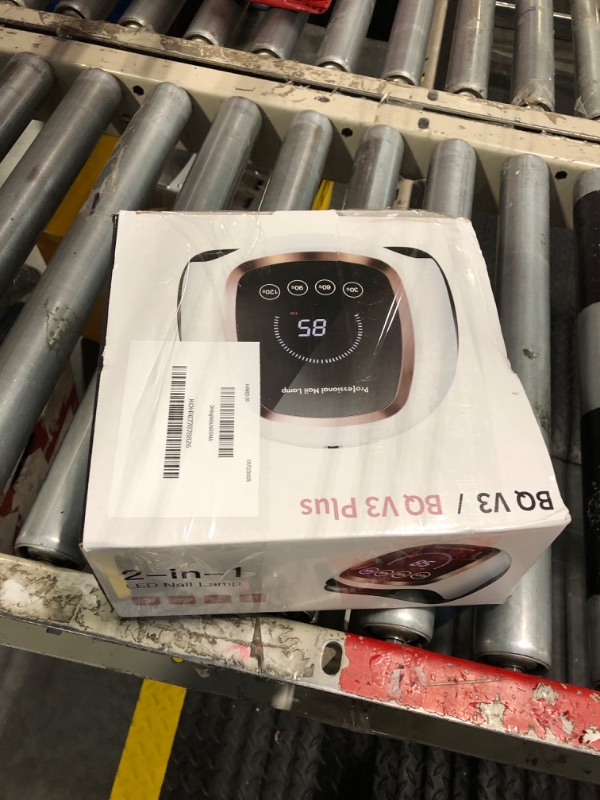 BQ V3 / BQ V3 Plus
Professional Nail Lamp
85
30s 60s 90s 120s
2-in-1
LED Nail Lamp
85